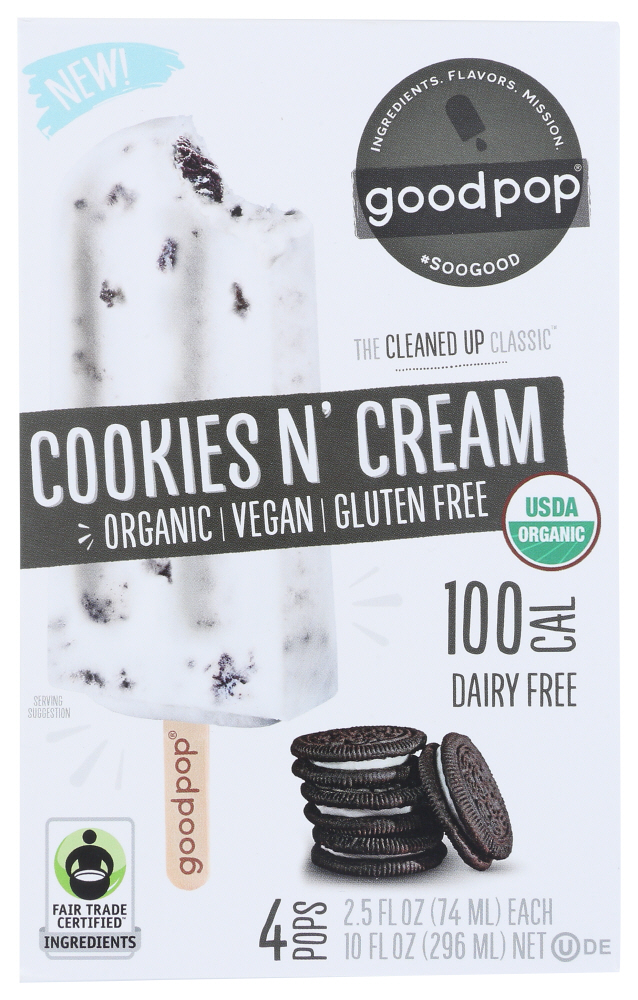 NEW!
INGREDIENTS. FLAVORS. MISSION.
goodpop®
#SOOGOOD
THE CLEANED UP CLASSIC™
COOKIES N' CREAM
ORGANIC | VEGAN | GLUTEN FREE
USDA
ORGANIC
100 CAL
DAIRY FREE
SERVING
SUGGESTION
goodpop®
FAIR TRADE
CERTIFIED™
INGREDIENTS
4 POPS
2.5 FL OZ (74 ML) EACH
10 FL OZ (296 ML) NET Ⓤ DE